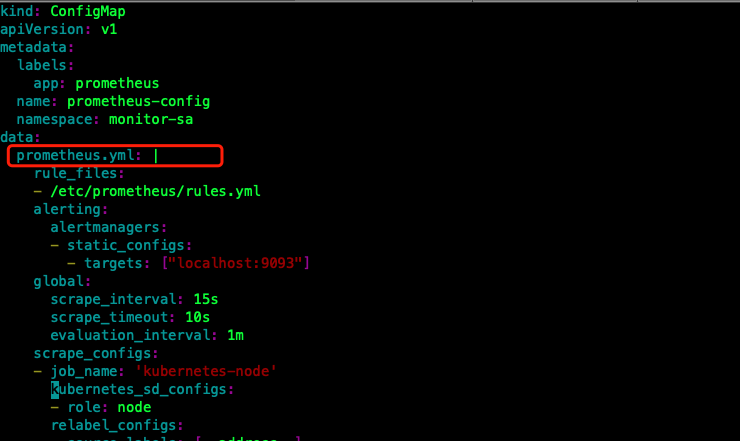 kind: ConfigMap
apiVersion: v1
metadata:
  labels:
    app: prometheus
  name: prometheus-config
  namespace: monitor-sa
data:
  prometheus.yml: |
    rule_files:
    - /etc/prometheus/rules.yml
    alerting:
      alertmanagers:
      - static_configs:
        - targets: ["localhost:9093"]
    global:
      scrape_interval: 15s
      scrape_timeout: 10s
      evaluation_interval: 1m
    scrape_configs:
    - job_name: 'kubernetes-node'
      kubernetes_sd_configs:
      - role: node
      relabel_configs: